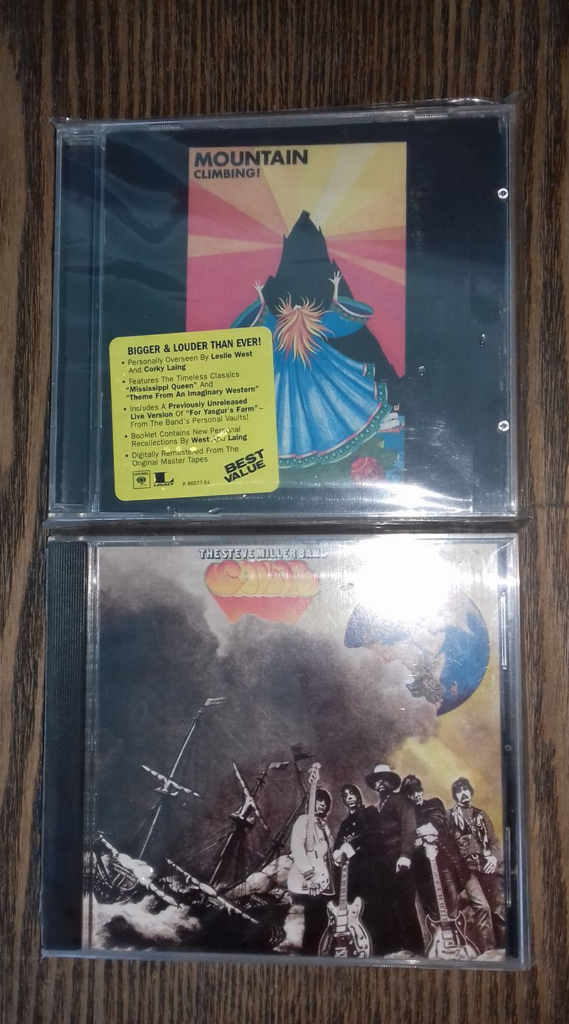 MOUNTAIN
CLIMBING!
BIGGER & LOUDER THAN EVER!
• Personally Overseen By Leslie West
And Corky Laing
• Features The Timeless Classics
"Mississippi Queen" And
"Theme From An Imaginary Western"
• Includes A Previously Unreleased
Live Version Of "For Yasgur's Farm"–
From The Band's Personal Vaults!
• Booklet Contains New Personal
Recollections By West And Laing
• Digitally Remastered From The
Original Master Tapes
BEST
VALUE
LEGACY
THE STEVE MILLER BAND